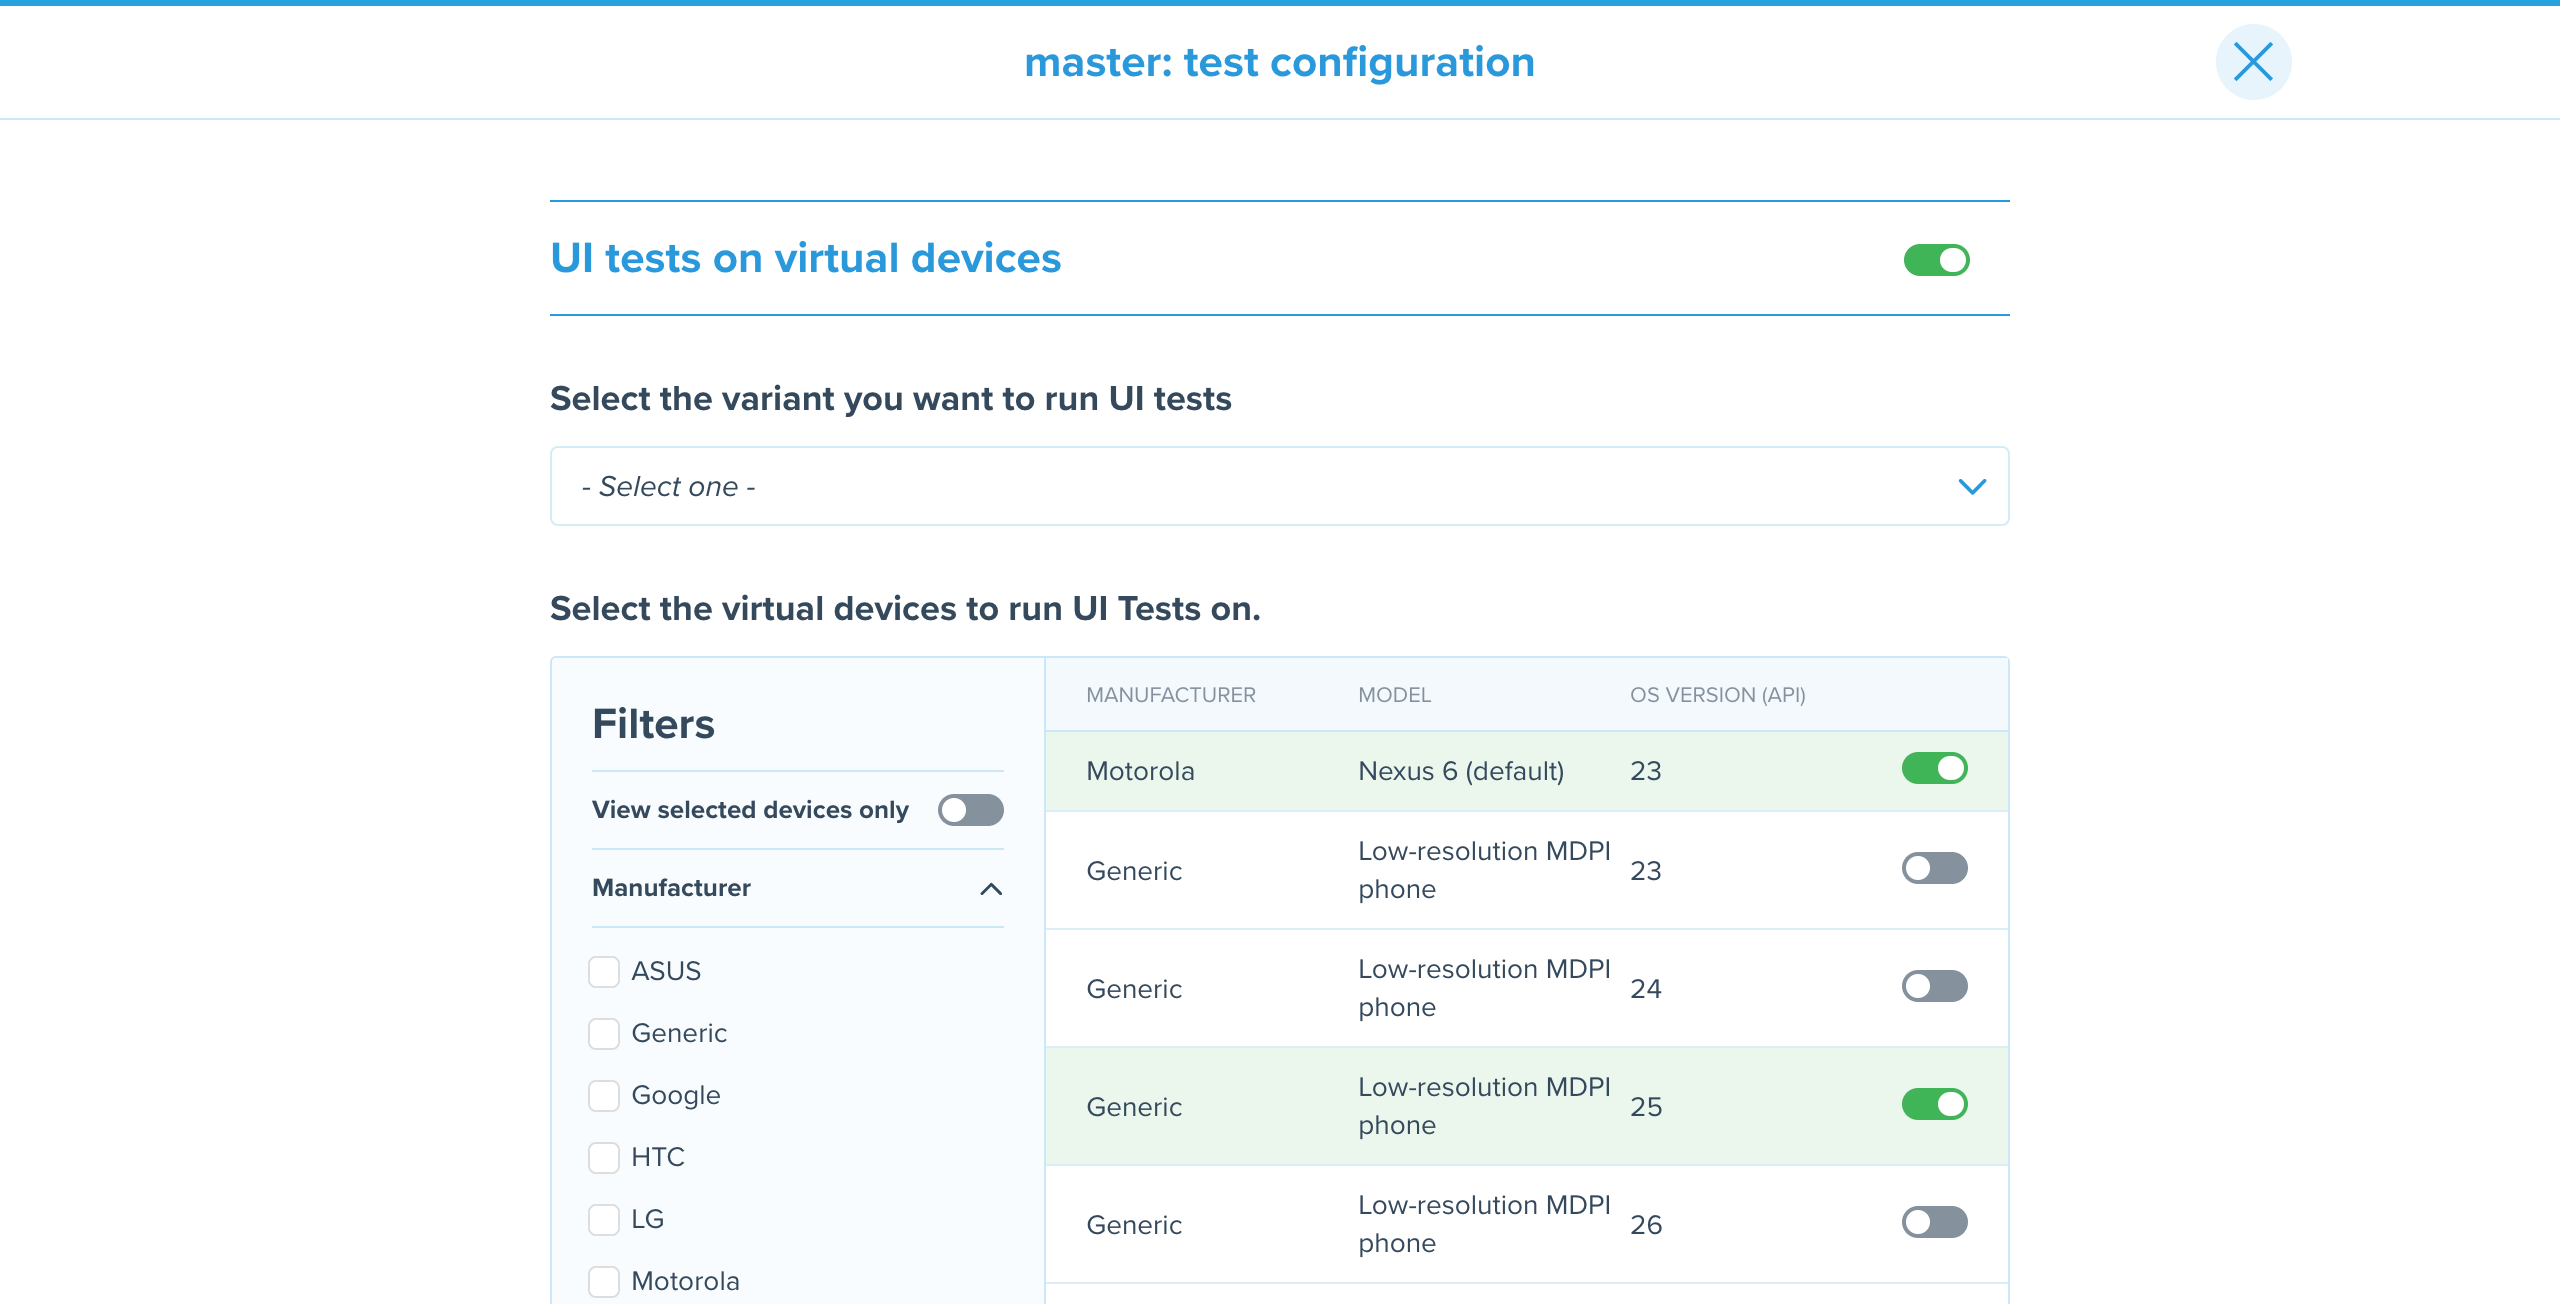 master: test configuration
UI tests on virtual devices
Select the variant you want to run UI tests
- Select one -
Select the virtual devices to run UI Tests on.
Filters
View selected devices only
Manufacturer
ASUS
Generic
Google
HTC
LG
Motorola
MANUFACTURER MODEL OS VERSION (API)
Motorola Nexus 6 (default) 23
Generic Low-resolution MDPI
phone 23
Generic Low-resolution MDPI
phone 24
Generic Low-resolution MDPI
phone 25
Generic Low-resolution MDPI
phone 26